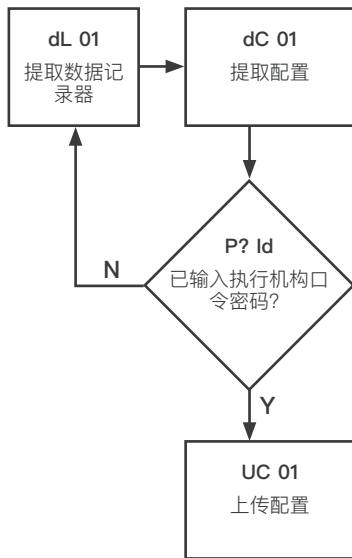 dL 01
提取数据记
录器
dC 01
提取配置
P? Id
已输入执行机构口
令密码？
N
Y
UC 01
上传配置